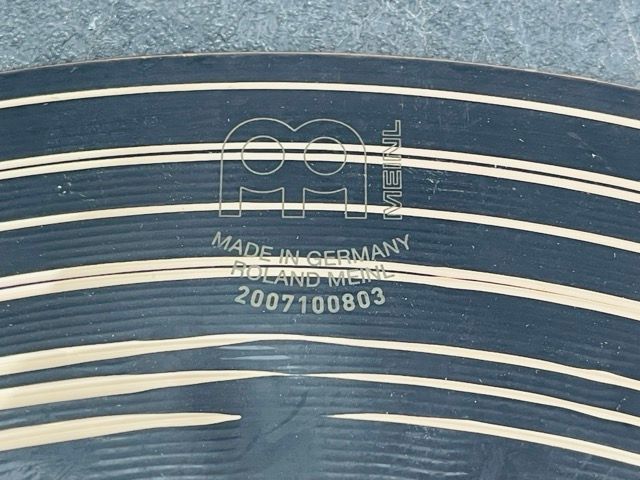 MEINL
MADE IN GERMANY
ROLAND MEINL
2007100803